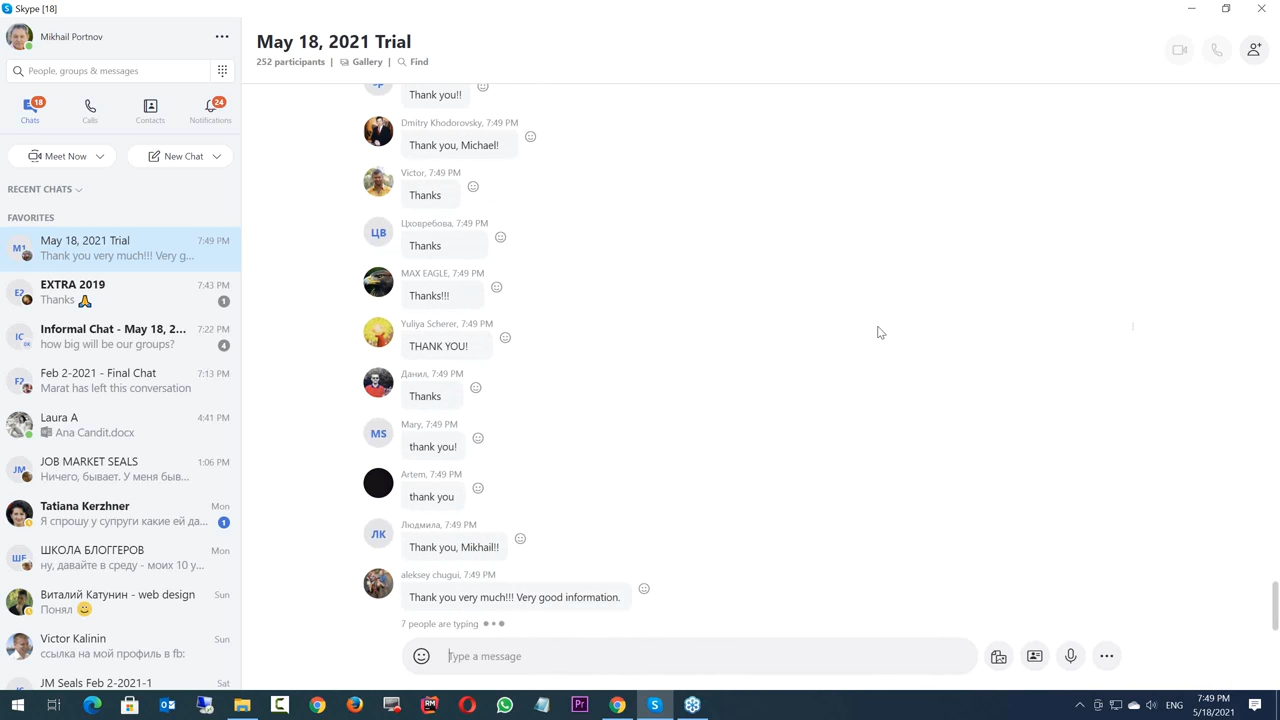 Skype [18]
Mikhail Portnov
People, groups & messages
18
24
Chats
Calls
Contacts
Notifications
Meet Now
New Chat
RECENT CHATS
FAVORITES
M1
May 18, 2021 Trial
7:49 PM
Thank you very much!!! Very g...
E2
EXTRA 2019
7:43 PM
Thanks 🙏
1
IC
Informal Chat - May 18, 2...
7:22 PM
how big will be our groups?
4
F2
Feb 2-2021 - Final Chat
7:13 PM
Marat has left this conversation
Laura A
4:41 PM
Ana Candit.docx
JM
JOB MARKET SEALS
1:06 PM
Ничего, бывает. У меня быв...
Tatiana Kerzhner
Mon
Я спрошу у супруги какие ей да...
1
ШЕ
ШКОЛА БЛОГГЕРОВ
Mon
ну, давайте в среду - моих 10 у...
Виталий Катунин - web design
Sun
Понял
Victor Kalinin
Sun
ссылка на мой профиль в fb:
JM Seals Feb 2-2021-1
Sat
May 18, 2021 Trial
252 participants | Gallery | Find
Thank you!!
Dmitry Khodorovsky, 7:49 PM
Thank you, Michael!
Victor, 7:49 PM
Thanks
ЦВ
Цховребова, 7:49 PM
Thanks
MAX EAGLE, 7:49 PM
Thanks!!!
Yuliya Scherer, 7:49 PM
THANK YOU!
Данил, 7:49 PM
Thanks
MS
Mary, 7:49 PM
thank you!
Artem, 7:49 PM
thank you
ЛК
Людмила, 7:49 PM
Thank you, Mikhail!!
aleksey chugui, 7:49 PM
Thank you very much!!! Very good information.
7 people are typing
Type a message
ENG
7:49 PM
5/18/2021